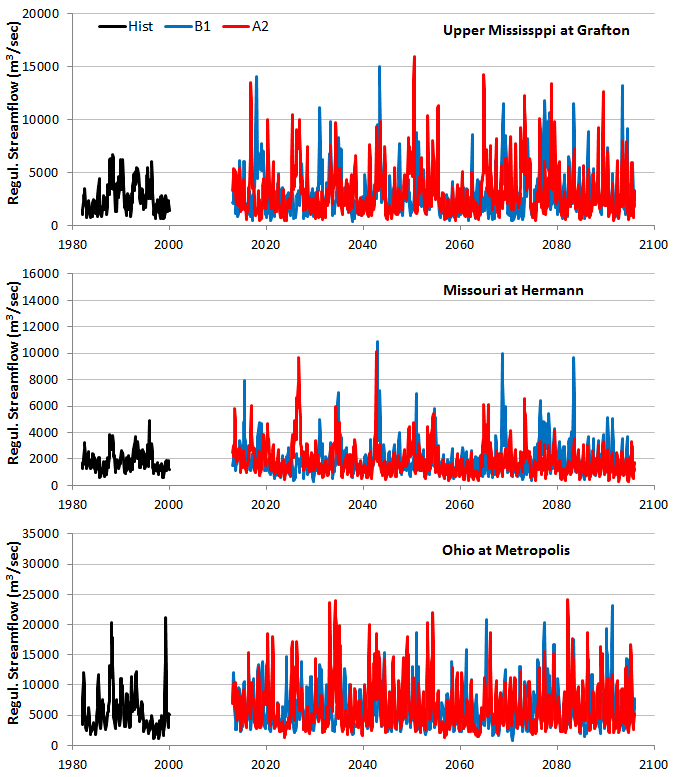 20000
Hist B1 A2
Upper Missisppi at Grafton
15000
10000
5000
0
Regul. Streamflow (m³/sec)
1980 2000 2020 2040 2060 2080 2100
16000
Missouri at Hermann
14000
12000
10000
8000
6000
4000
2000
0
Regul. Streamflow (m³/sec)
1980 2000 2020 2040 2060 2080 2100
35000
Ohio at Metropolis
30000
25000
20000
15000
10000
5000
0
Regul. Streamflow (m³/sec)
1980 2000 2020 2040 2060 2080 2100